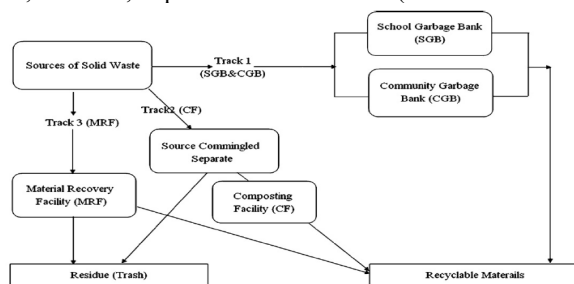 School Garbage Bank
(SGB)
Sources of Solid Waste
Track 1
(SGB&CGB)
Community Garbage
Bank (CGB)
Track2 (CF)
Track 3 (MRF)
Source Commingled
Separate
Material Recovery
Facility (MRF)
Composting
Facility (CF)
Residue (Trash)
Recyclable Materails